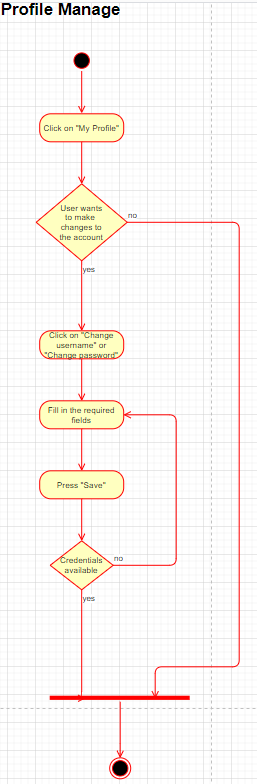 Profile Manage
Click on "My Profile"
User wants
to make
changes to
the account
no
yes
Click on "Change
username" or
"Change password"
Fill in the required
fields
Press "Save"
Credentials
available
no
yes